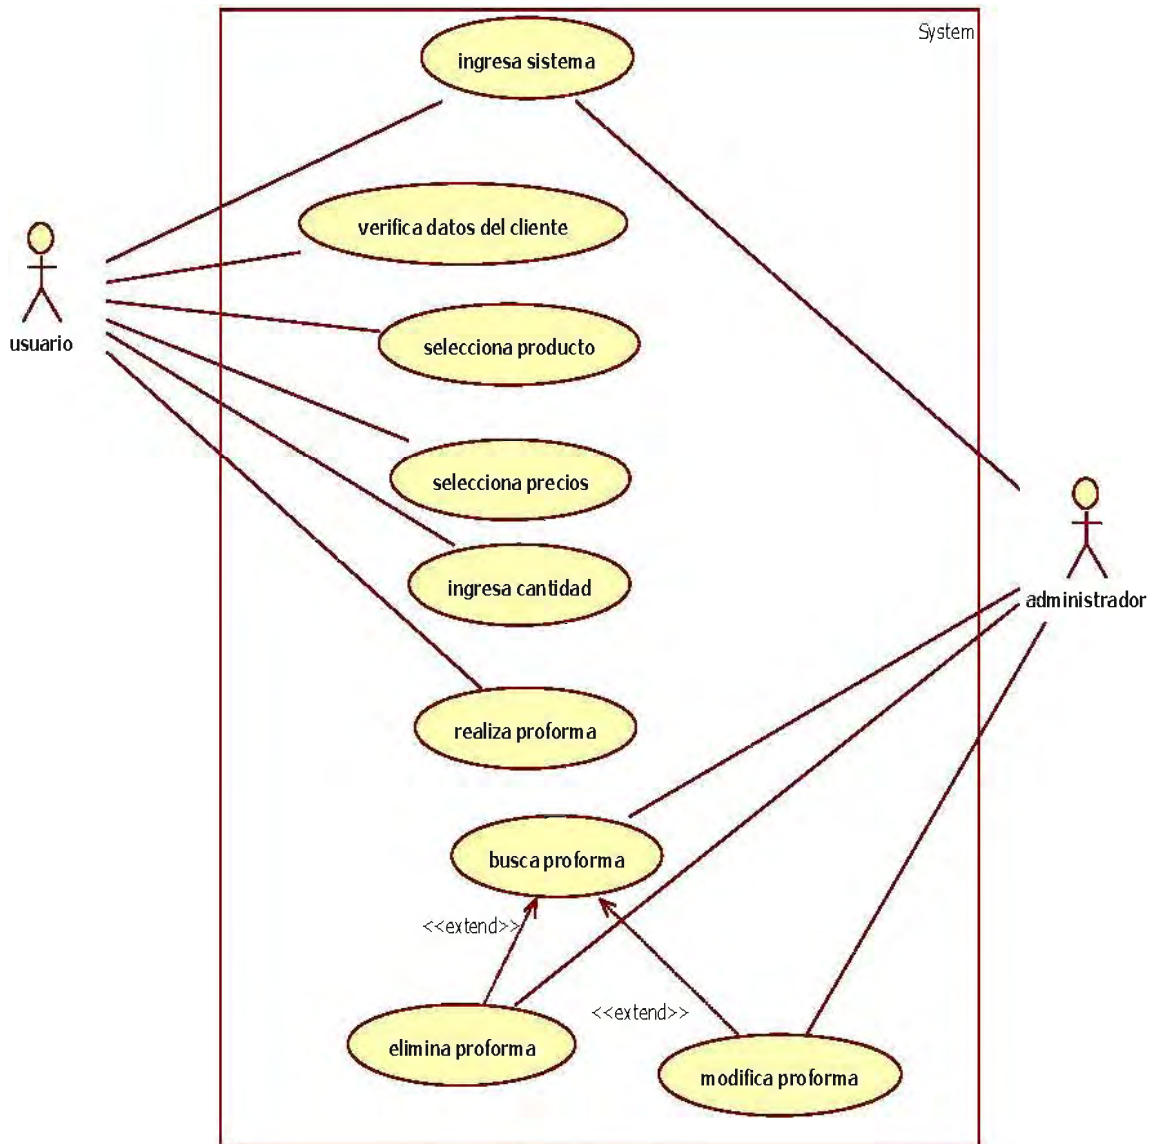 System
ingresa sistema
verifica datos del cliente
usuario
selecciona producto
selecciona precios
ingresa cantidad
administrador
realiza proforma
busca proforma
<<extend>>
<<extend>>
elimina proforma
modifica proforma